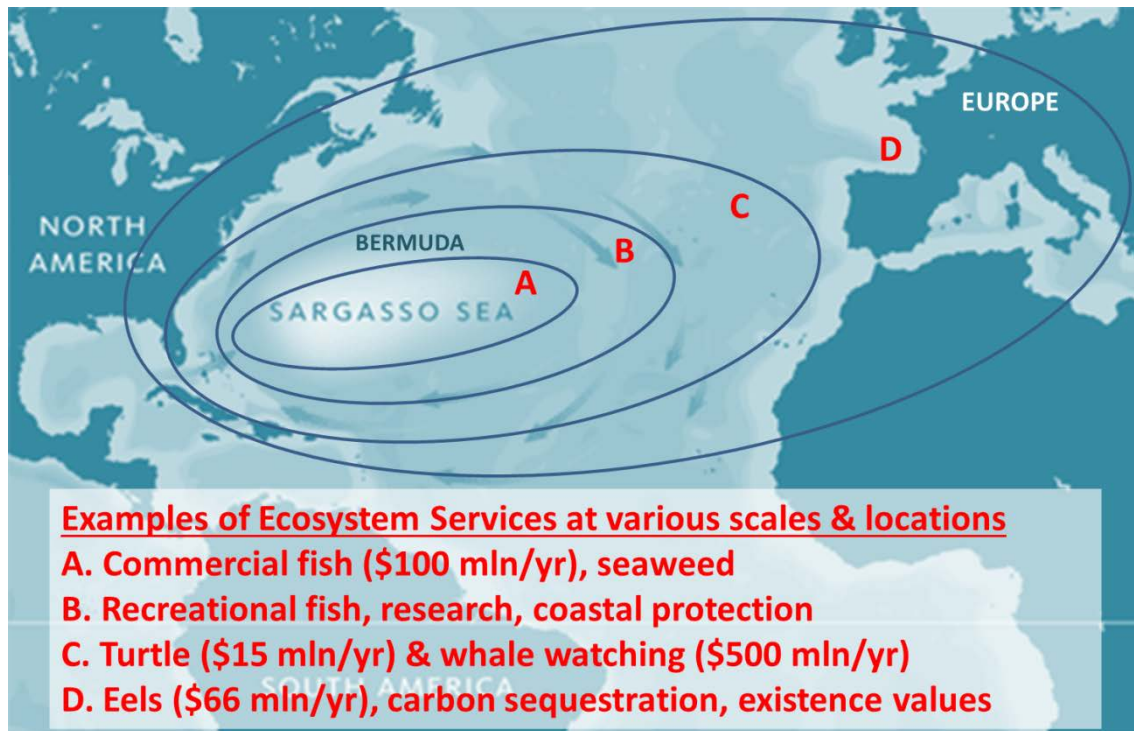 EUROPE
D
C
NORTH
AMERICA
BERMUDA
B
A
SARGASSO SEA
Examples of Ecosystem Services at various scales & locations
A. Commercial fish ($100 mln/yr), seaweed
B. Recreational fish, research, coastal protection
C. Turtle ($15 mln/yr) & whale watching ($500 mln/yr)
SOUTH AMERICA
D. Eels ($66 mln/yr), carbon sequestration, existence values